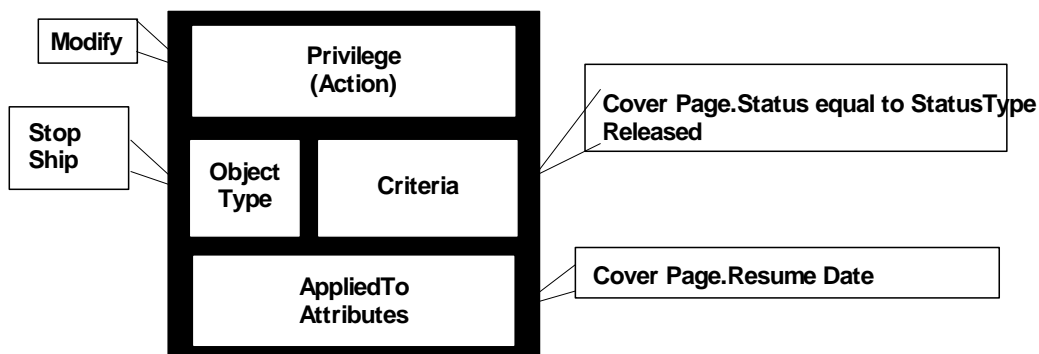 Modify
Privilege
(Action)
Cover Page.Status equal to StatusType
Released
Stop
Ship
Object
Type
Criteria
AppliedTo
Attributes
Cover Page.Resume Date